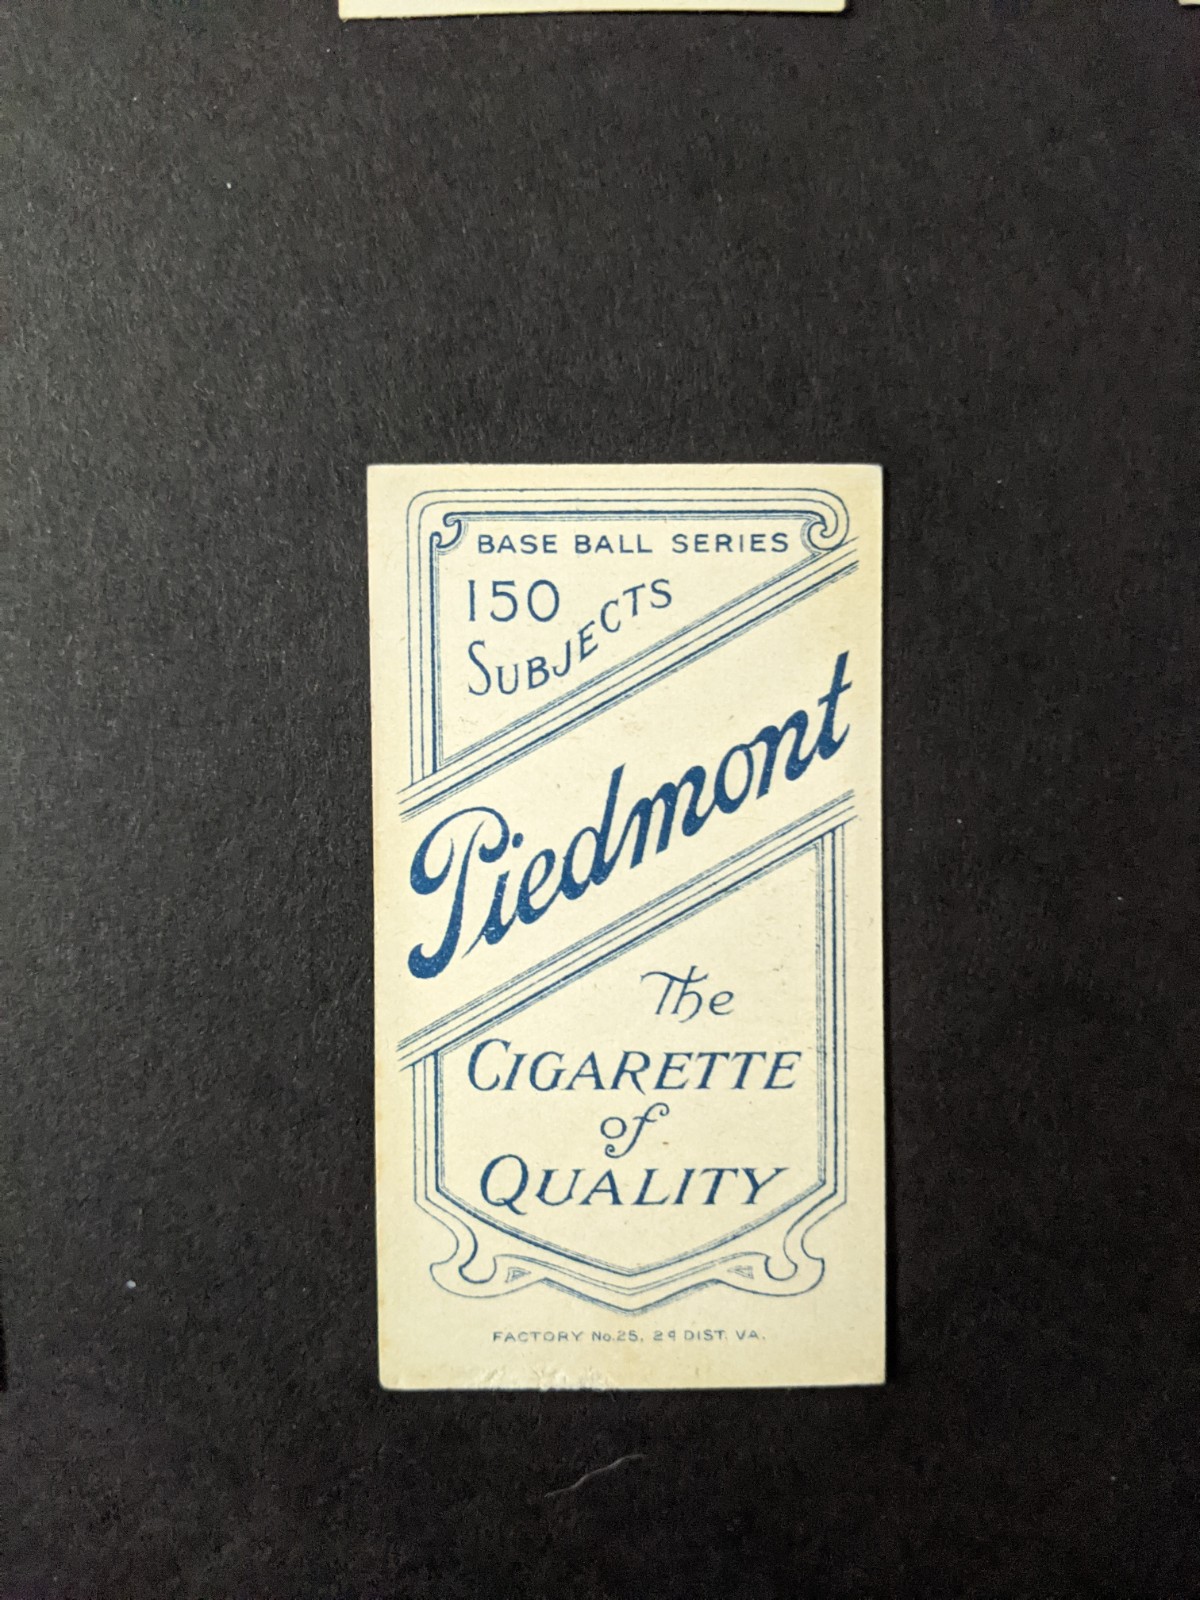 BASE BALL SERIES
150
SUBJECTS
Piedmont
The
CIGARETTE
of
QUALITY
FACTORY No. 25, 2d DIST. VA.